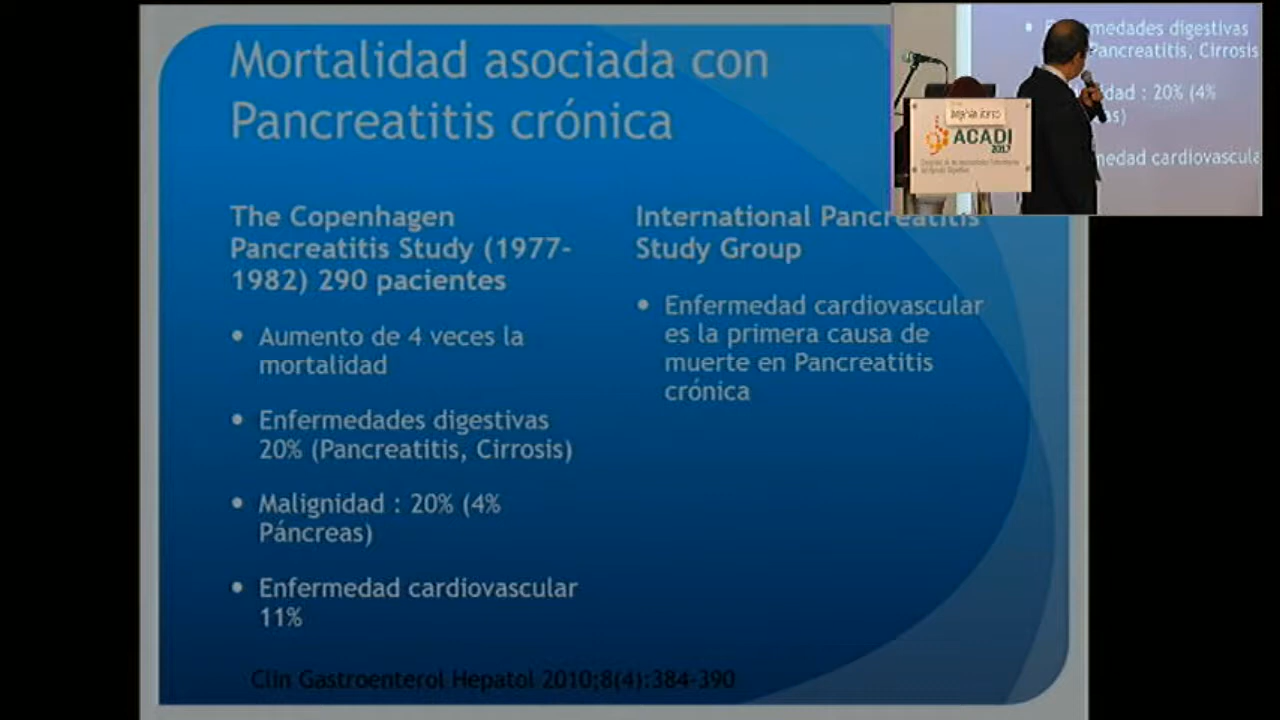 Mortalidad asociada con
Pancreatitis crónica
The Copenhagen
Pancreatitis Study (1977-
1982) 290 pacientes
• Aumento de 4 veces la
mortalidad
• Enfermedades digestivas
20% (Pancreatitis, Cirrosis)
• Malignidad : 20% (4%
Páncreas)
• Enfermedad cardiovascular
11%
International Pancreatitis
Study Group
• Enfermedad cardiovascular
es la primera causa de
muerte en Pancreatitis
crónica
Clin Gastroenterol Hepatol 2010;8(4):384-390
medades digestivas
Pancreatitis, Cirrosis
dad : 20% (4%
as)
medad cardiovascula
ACADI
2017